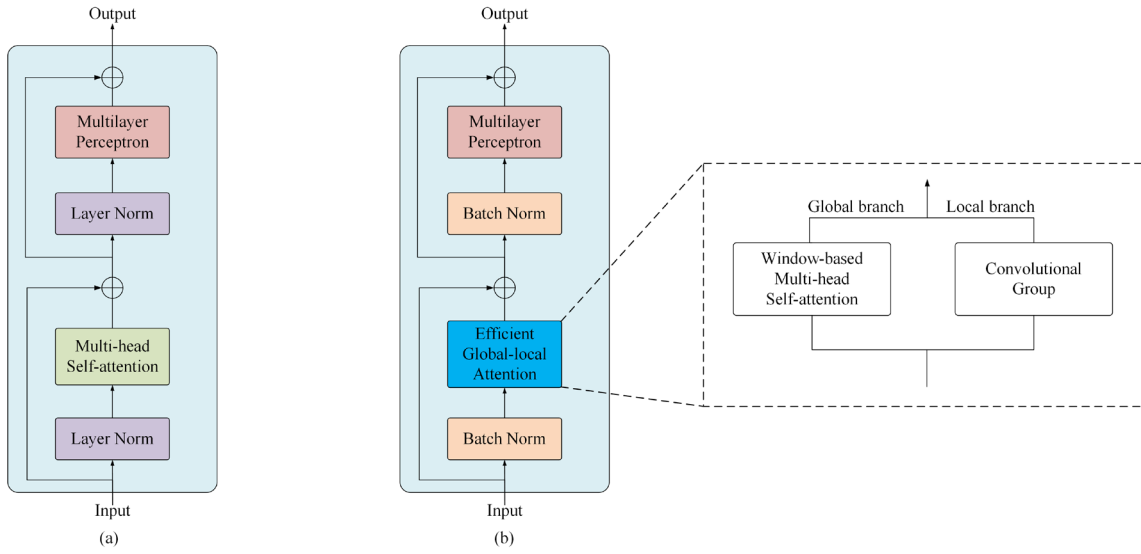 Output
Multilayer
Perceptron
Layer Norm
Multi-head
Self-attention
Layer Norm
Input
(a)
Output
Multilayer
Perceptron
Batch Norm
Efficient
Global-local
Attention
Batch Norm
Input
(b)
Global branch
Local branch
Window-based
Multi-head
Self-attention
Convolutional
Group